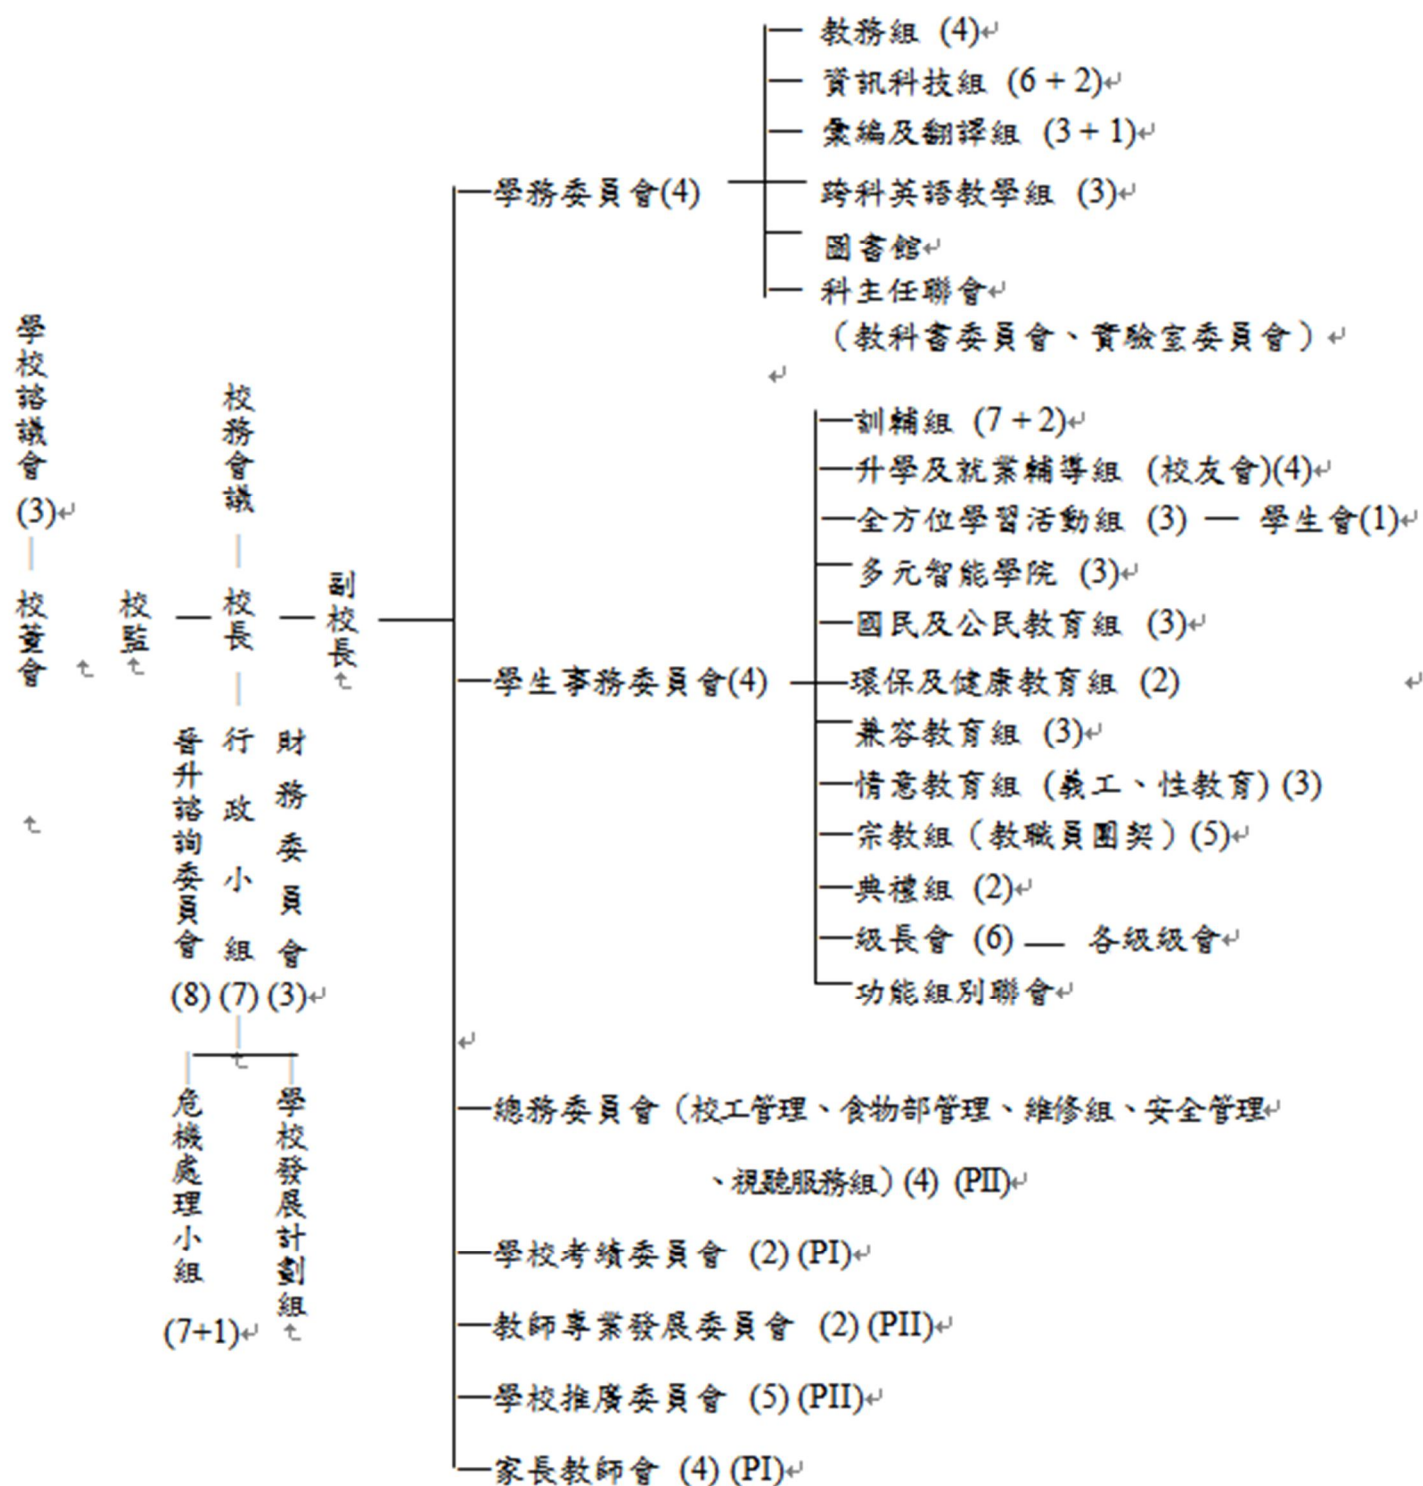 學校諮議會
(3)
校董會
校監
校務會議
校長
副校長
晉升諮詢委員會
行政小組
財務委員會
(8) (7) (3)
危機處理小組
(7+1)
學校發展計劃組
學務委員會(4)
教務組 (4)
資訊科技組 (6 + 2)
彙編及翻譯組 (3 + 1)
跨科英語教學組 (3)
圖書館
科主任聯會
（教科書委員會、實驗室委員會）
學生事務委員會(4)
訓輔組 (7 + 2)
升學及就業輔導組 (校友會)(4)
全方位學習活動組 (3) — 學生會(1)
多元智能學院 (3)
國民及公民教育組 (3)
環保及健康教育組 (2)
兼容教育組 (3)
情意教育組 (義工、性教育) (3)
宗教組（教職員團契）(5)
典禮組 (2)
級長會 (6) — 各級級會
功能組別聯會
總務委員會（校工管理、食物部管理、維修組、安全管理
、視聽服務組）(4) (PII)
學校考績委員會 (2) (PI)
教師專業發展委員會 (2) (PII)
學校推廣委員會 (5) (PII)
家長教師會 (4) (PI)